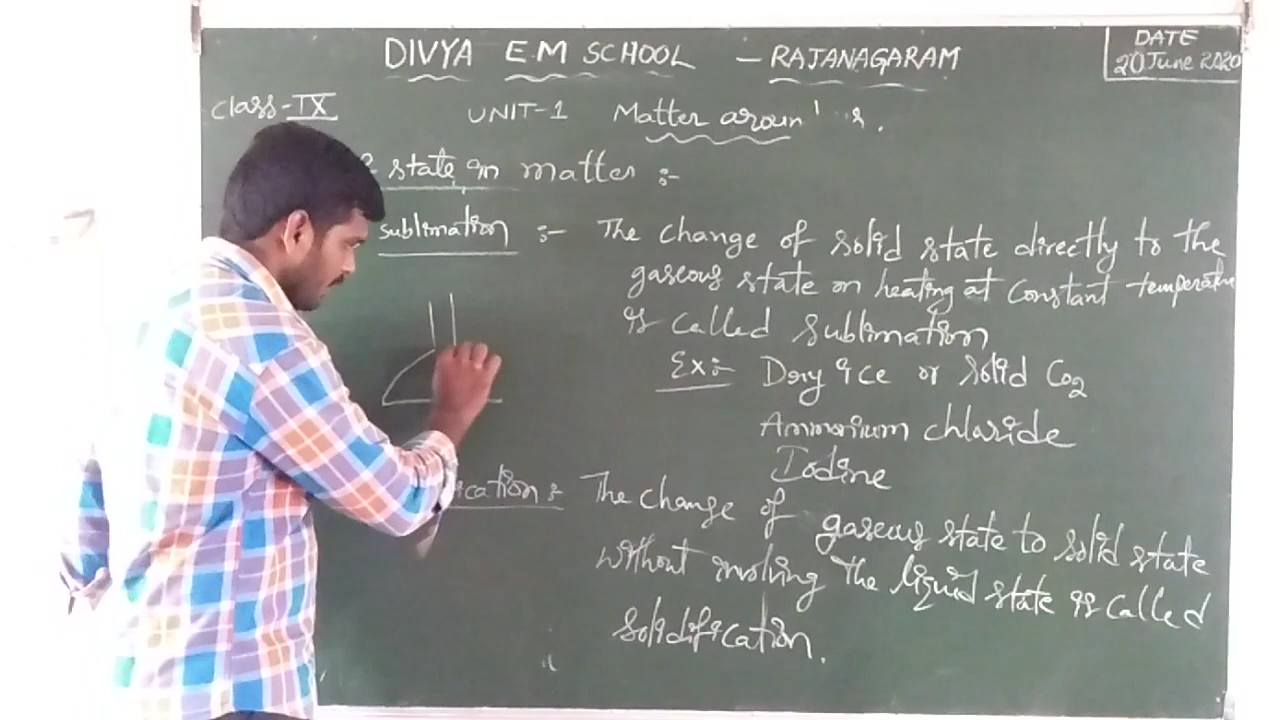 DIVYA E.M SCHOOL - RAJANAGARAM
DATE
20 June 2020
Class-IX
UNIT-1 Matter aroun
state in matter :-
sublimation :- The change of solid state directly to the
gaseous state on heating at constant temperature
is called sublimation
Ex:- Dry ice or solid Co2
Ammonium chloride
Iodine
ication :- The change of gaseous state to solid state
without involving the liquid state is called
solidification.